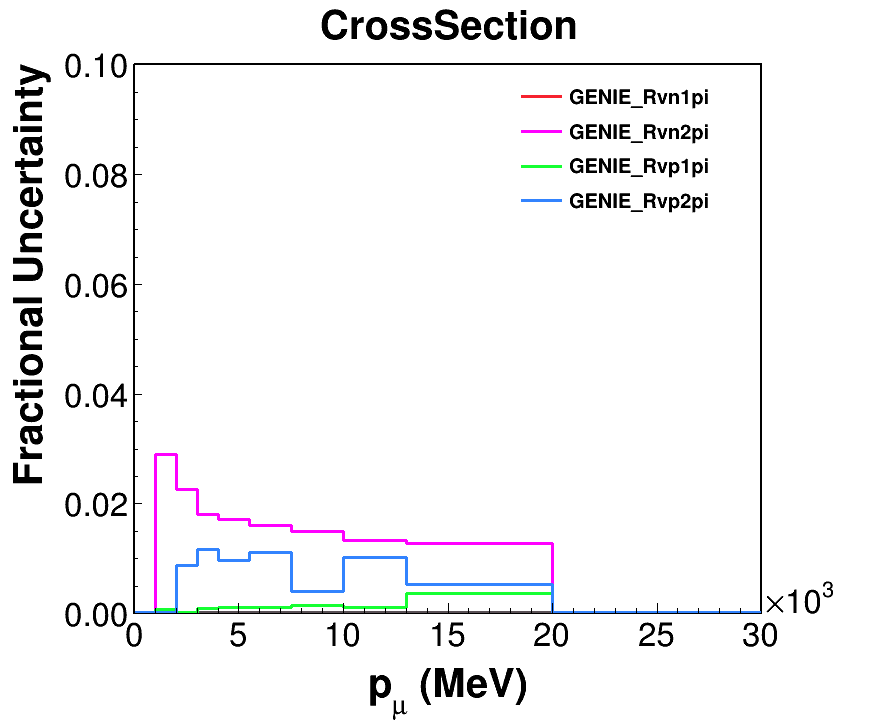 CrossSection
Fractional Uncertainty
0.10
0.08
0.06
0.04
0.02
0.00
GENIE_Rvn1pi
GENIE_Rvn2pi
GENIE_Rvp1pi
GENIE_Rvp2pi
0 5 10 15 20 25 30
×10³
p_μ (MeV)